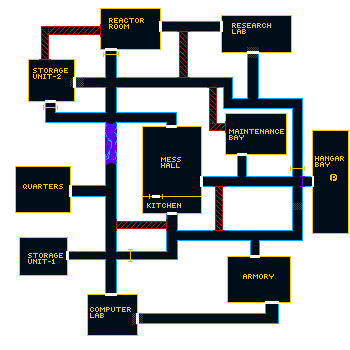 REACTOR
ROOM
RESEARCH
LAB
STORAGE
UNIT-2
MAINTENANCE
BAY
MESS
HALL
HANGAR
BAY
P
QUARTERS
KITCHEN
STORAGE
UNIT-1
ARMORY
COMPUTER
LAB